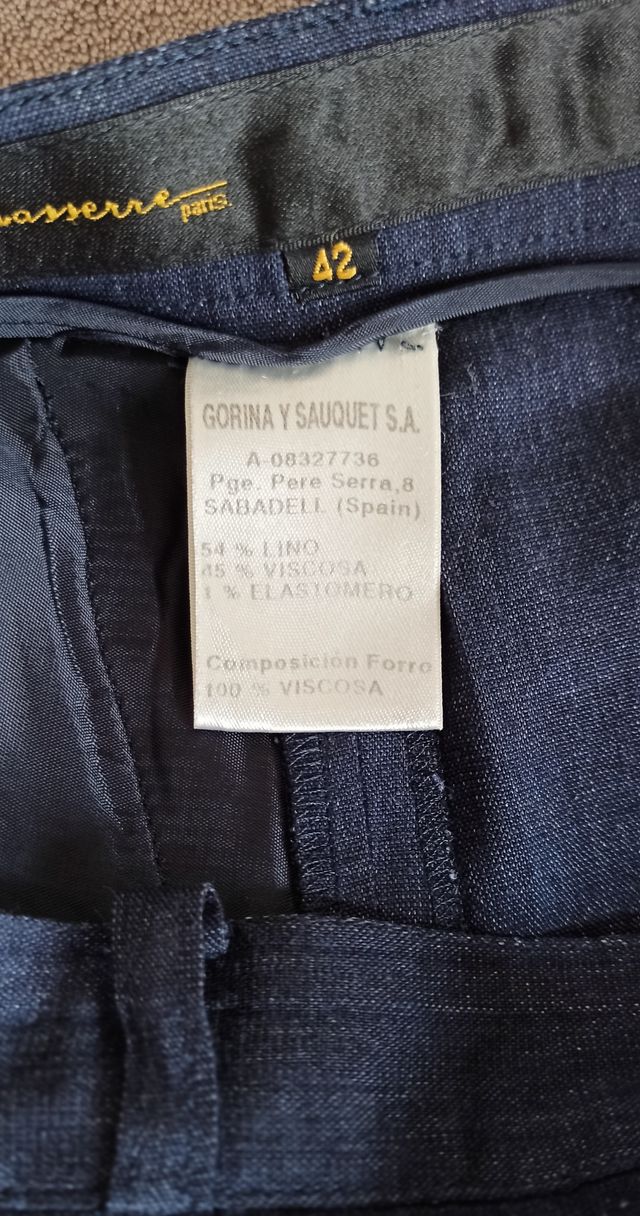 paris.
42
GORINA Y SAUQUET S.A.
A-08327736
Pge. Pere Serra,8
SABADELL (Spain)
54 % LINO
45 % VISCOSA
1 % ELASTOMERO
Composición Forro
100 % VISCOSA